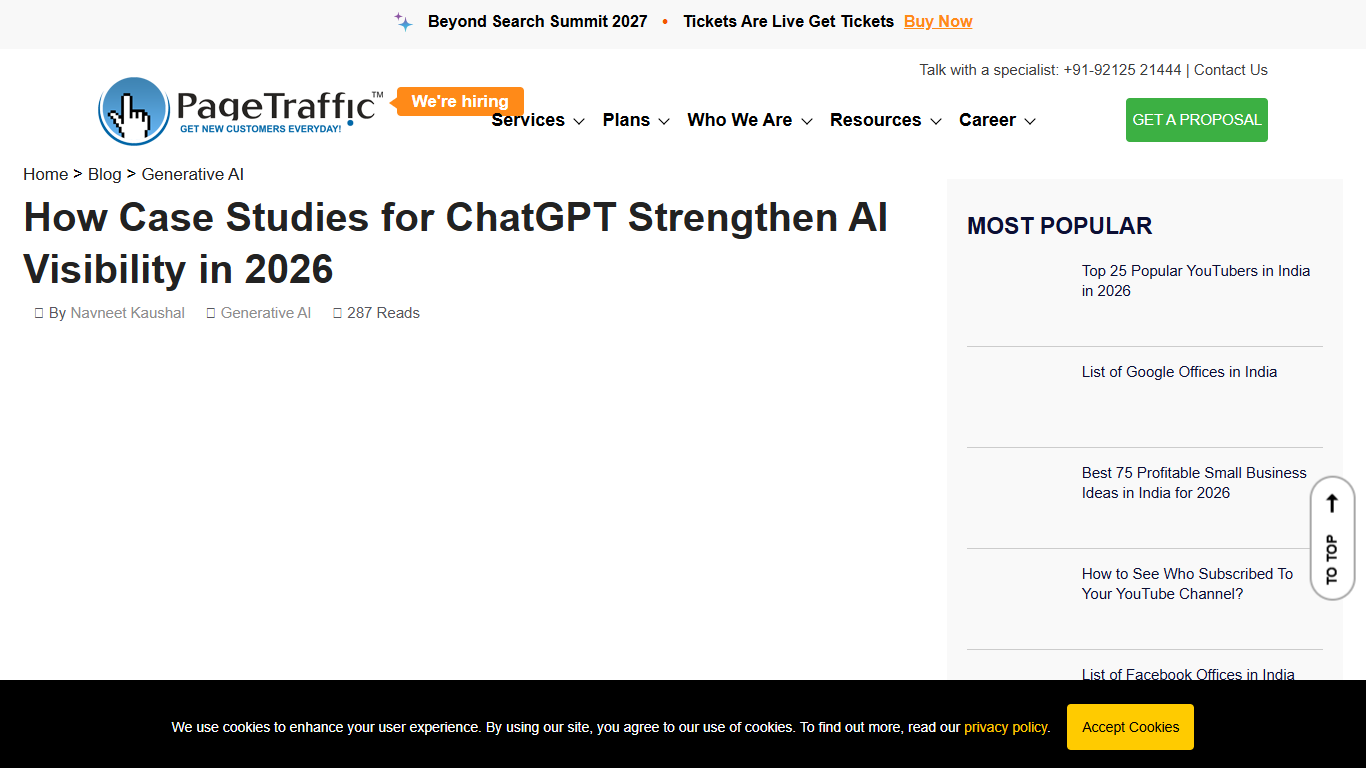 Beyond Search Summit 2027 • Tickets Are Live Get Tickets Buy Now
Talk with a specialist: +91-92125 21444 | Contact Us
PageTraffic™
GET NEW CUSTOMERS EVERYDAY!
We're hiring
Services Plans Who We Are Resources Career
GET A PROPOSAL
Home > Blog > Generative AI
How Case Studies for ChatGPT Strengthen AI
Visibility in 2026
By Navneet Kaushal Generative AI 287 Reads
MOST POPULAR
Top 25 Popular YouTubers in India
in 2026
List of Google Offices in India
Best 75 Profitable Small Business
Ideas in India for 2026
How to See Who Subscribed To
Your YouTube Channel?
List of Facebook Offices in India
TO TOP
We use cookies to enhance your user experience. By using our site, you agree to our use of cookies. To find out more, read our privacy policy.
Accept Cookies